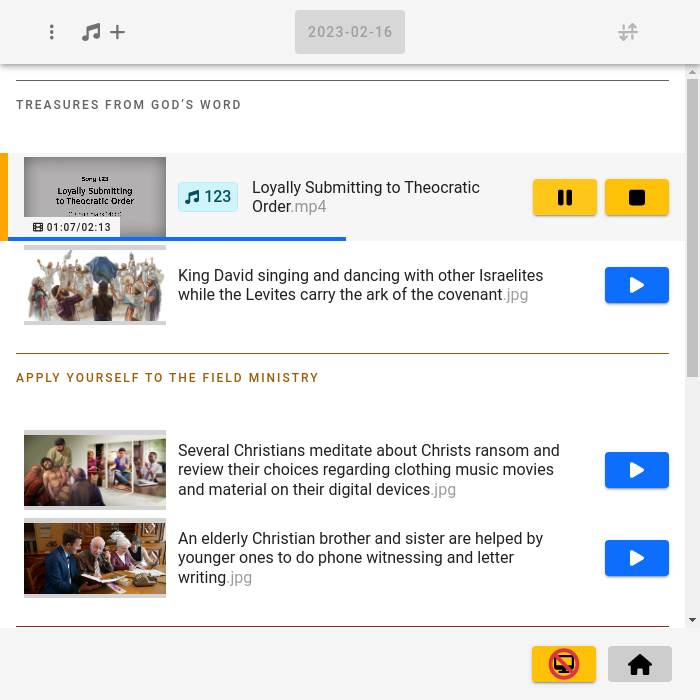 2023-02-16
TREASURES FROM GOD'S WORD
Song 123
Loyally Submitting
to Theocratic Order
01:07/02:13
123
Loyally Submitting to Theocratic
Order.mp4
King David singing and dancing with other Israelites
while the Levites carry the ark of the covenant.jpg
APPLY YOURSELF TO THE FIELD MINISTRY
Several Christians meditate about Christs ransom and
review their choices regarding clothing music movies
and material on their digital devices.jpg
An elderly Christian brother and sister are helped by
younger ones to do phone witnessing and letter
writing.jpg